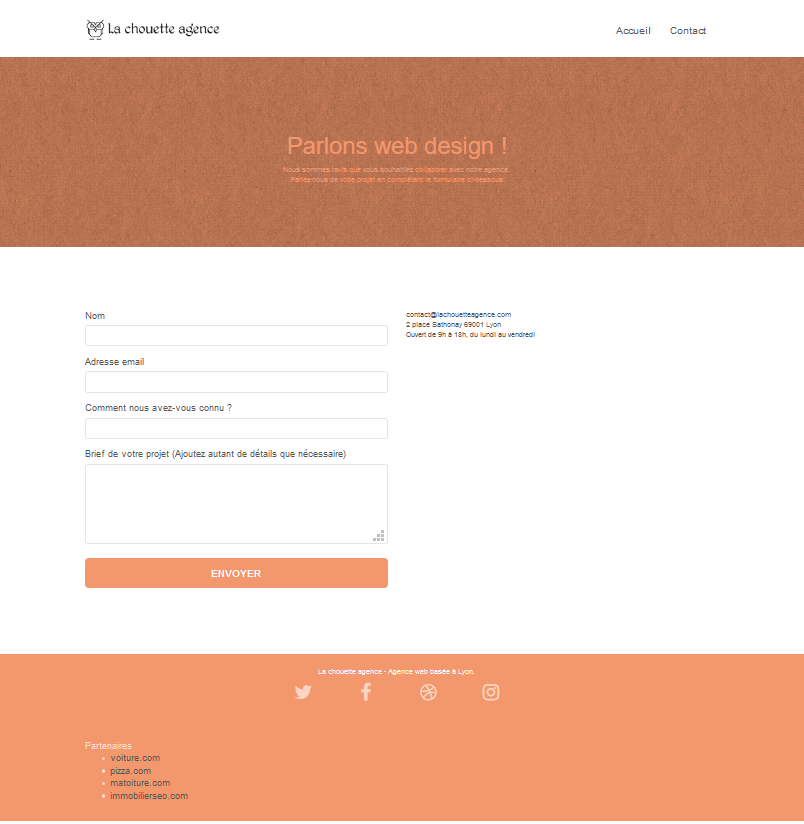 La chouette agence
Accueil Contact
Parlons web design !
Nous sommes ravis que vous souhaitiez collaborer avec notre agence.
Parlez-nous de votre projet en complétant le formulaire ci-dessous.
Nom
contact@lachouetteagence.com
2 place Sathonay 69001 Lyon
Ouvert de 9h à 18h, du lundi au vendredi
Adresse email
Comment nous avez-vous connu ?
Brief de votre projet (Ajoutez autant de détails que nécessaire)
ENVOYER
La chouette agence - Agence web basée à Lyon.
Partenaires
voiture.com
pizza.com
matoiture.com
immobilierseo.com